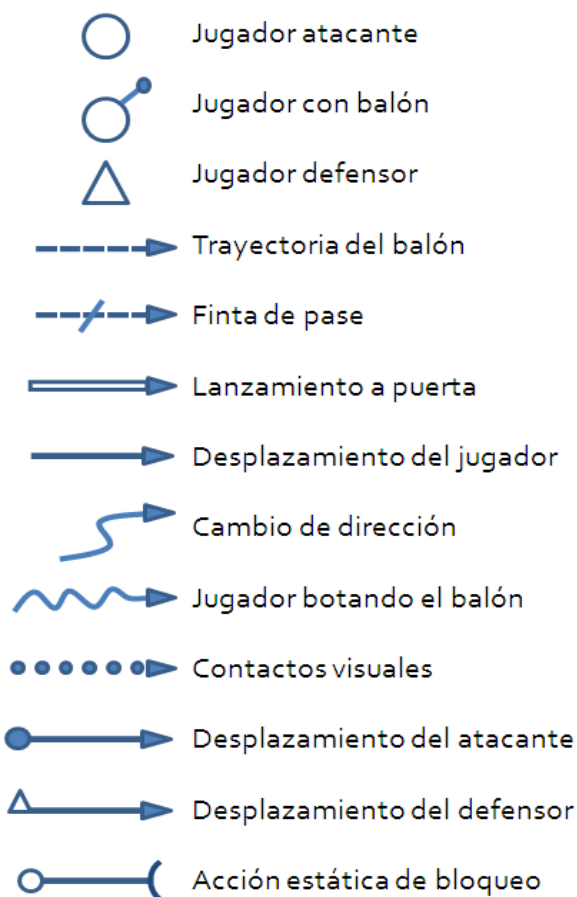 Jugador atacante
Jugador con balón
Jugador defensor
Trayectoria del balón
Finta de pase
Lanzamiento a puerta
Desplazamiento del jugador
Cambio de dirección
Jugador botando el balón
Contactos visuales
Desplazamiento del atacante
Desplazamiento del defensor
Acción estática de bloqueo